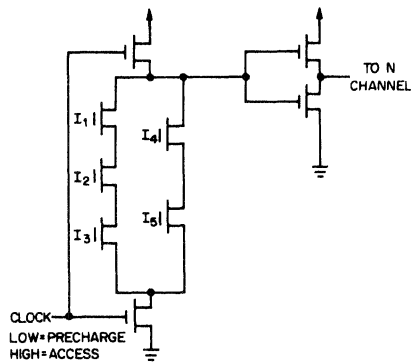 I1
I4
TO N
CHANNEL
I2
I5
I3
CLOCK
LOW=PRECHARGE
HIGH=ACCESS